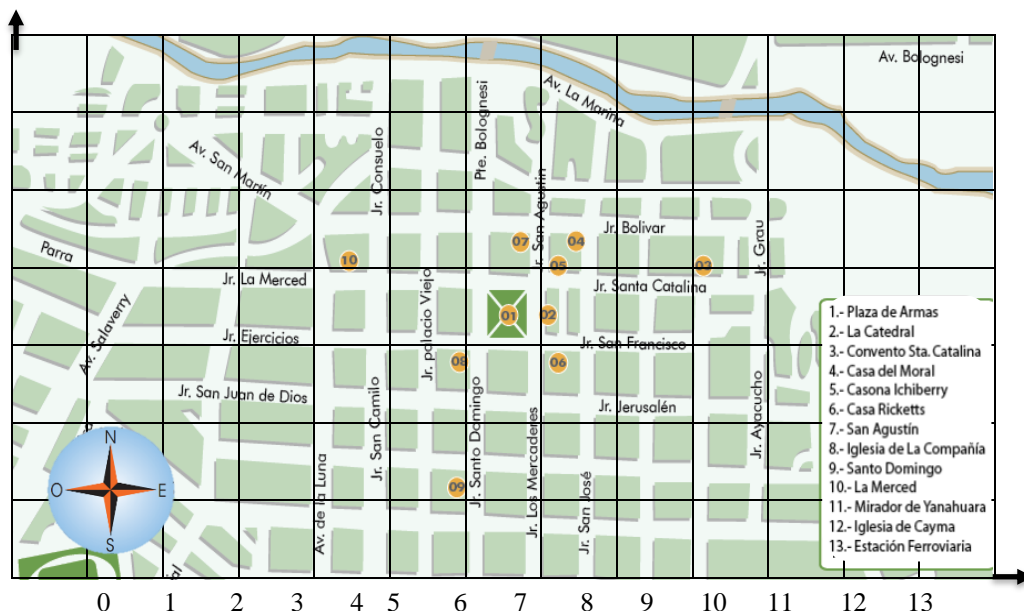 Av. Bolognesi
Av. La Marina
Pte. Bolognesi
Av. San Martín
Jr. Consuelo
Jr. San Agustín
Jr. Bolivar
Jr. Grau
Parra
07
04
05
03
10
Jr. La Merced
Jr. Santa Catalina
Jr. palacio Viejo
Av. Salaverry
01
02
Jr. Ejercicios
Jr. San Francisco
08
06
Jr. San Juan de Dios
Jr. Jerusalén
Jr. San Camilo
Jr. Santo Domingo
Jr. Los Mercaderes
Jr. Ayacucho
09
Av. de la Luna
Jr. San José
N
O
E
S
al
1.- Plaza de Armas
2.- La Catedral
3.- Convento Sta. Catalina
4.- Casa del Moral
5.- Casona Ichiberry
6.- Casa Ricketts
7.- San Agustín
8.- Iglesia de La Compañía
9.- Santo Domingo
10.- La Merced
11.- Mirador de Yanahuara
12.- Iglesia de Cayma
13.- Estación Ferroviaria
0 1 2 3 4 5 6 7 8 9 10 11 12 13